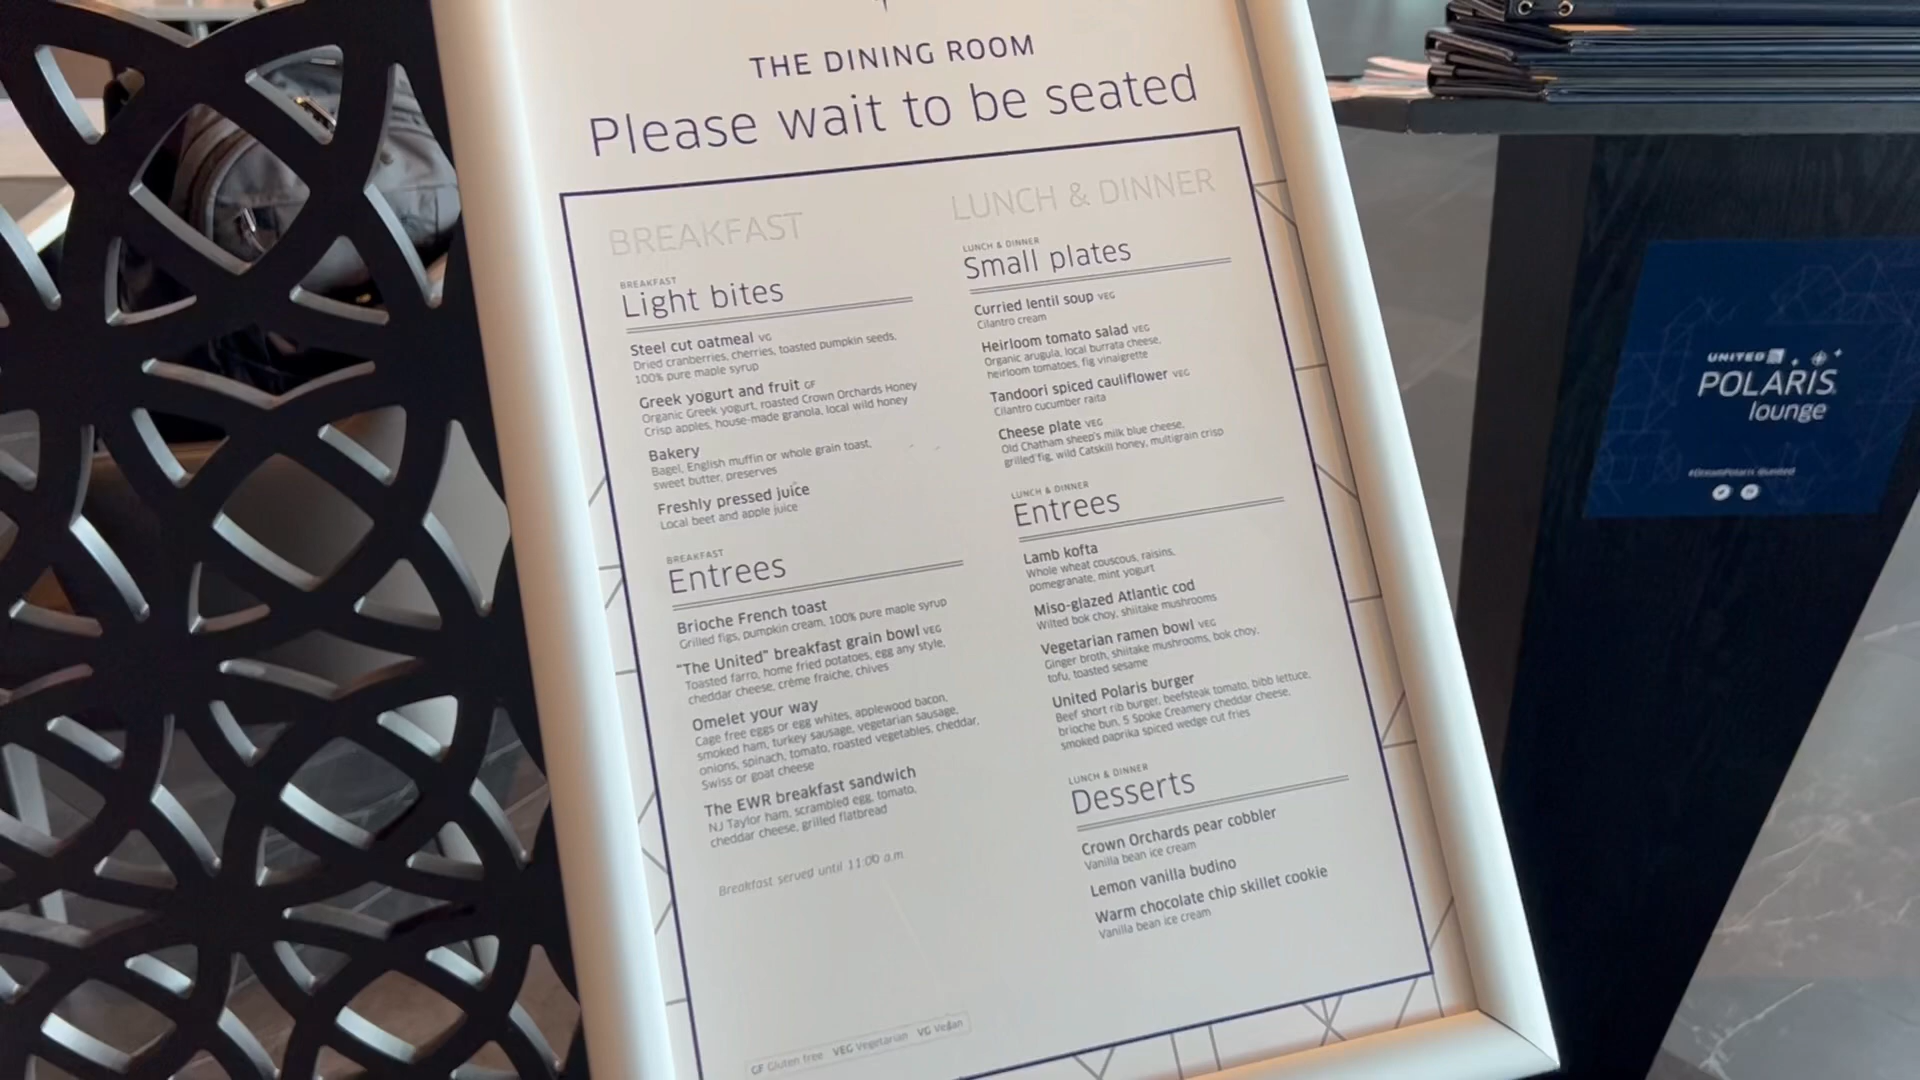 THE DINING ROOM
Please wait to be seated
BREAKFAST
BREAKFAST
Light bites
Steel cut oatmeal VG
Dried cranberries, cherries, toasted pumpkin seeds,
100% pure maple syrup
Greek yogurt and fruit GF
Organic Greek yogurt, roasted Crown Orchards Honey
Crisp apples, house-made granola, local wild honey
Bakery
Bagel, English muffin or whole grain toast,
sweet butter, preserves
Freshly pressed juice
Local beet and apple juice
BREAKFAST
Entrees
Brioche French toast
Grilled figs, pumpkin cream, 100% pure maple syrup
"The United" breakfast grain bowl VEG
Toasted farro, home fried potatoes, egg any style,
cheddar cheese, crème fraiche, chives
Omelet your way
Cage free eggs or egg whites, applewood bacon,
smoked ham, turkey sausage, vegetarian sausage,
onions, spinach, tomato, roasted vegetables, cheddar,
Swiss or goat cheese
The EWR breakfast sandwich
NJ Taylor ham, scrambled egg, tomato,
cheddar cheese, grilled flatbread
Breakfast served until 11:00 a.m.
GF Gluten free VEG Vegetarian VG Vegan
LUNCH & DINNER
LUNCH & DINNER
Small plates
Curried lentil soup VEG
Cilantro cream
Heirloom tomato salad VEG
Organic arugula, local burrata cheese,
heirloom tomatoes, fig vinaigrette
Tandoori spiced cauliflower VEG
Cilantro cucumber raita
Cheese plate VEG
Old Chatham sheep's milk blue cheese,
grilled fig, wild Catskill honey, multigrain crisp
LUNCH & DINNER
Entrees
Lamb kofta
Whole wheat couscous, raisins,
pomegranate, mint yogurt
Miso-glazed Atlantic cod
Wilted bok choy, shiitake mushrooms
Vegetarian ramen bowl VEG
Ginger broth, shiitake mushrooms, bok choy,
tofu, toasted sesame
United Polaris burger
Beef short rib burger, beefsteak tomato, bibb lettuce,
brioche bun, 5 Spoke Creamery cheddar cheese,
smoked paprika spiced wedge cut fries
LUNCH & DINNER
Desserts
Crown Orchards pear cobbler
Vanilla bean ice cream
Lemon vanilla budino
Warm chocolate chip skillet cookie
Vanilla bean ice cream
UNITED
POLARIS
lounge
#DreamPolaris @united